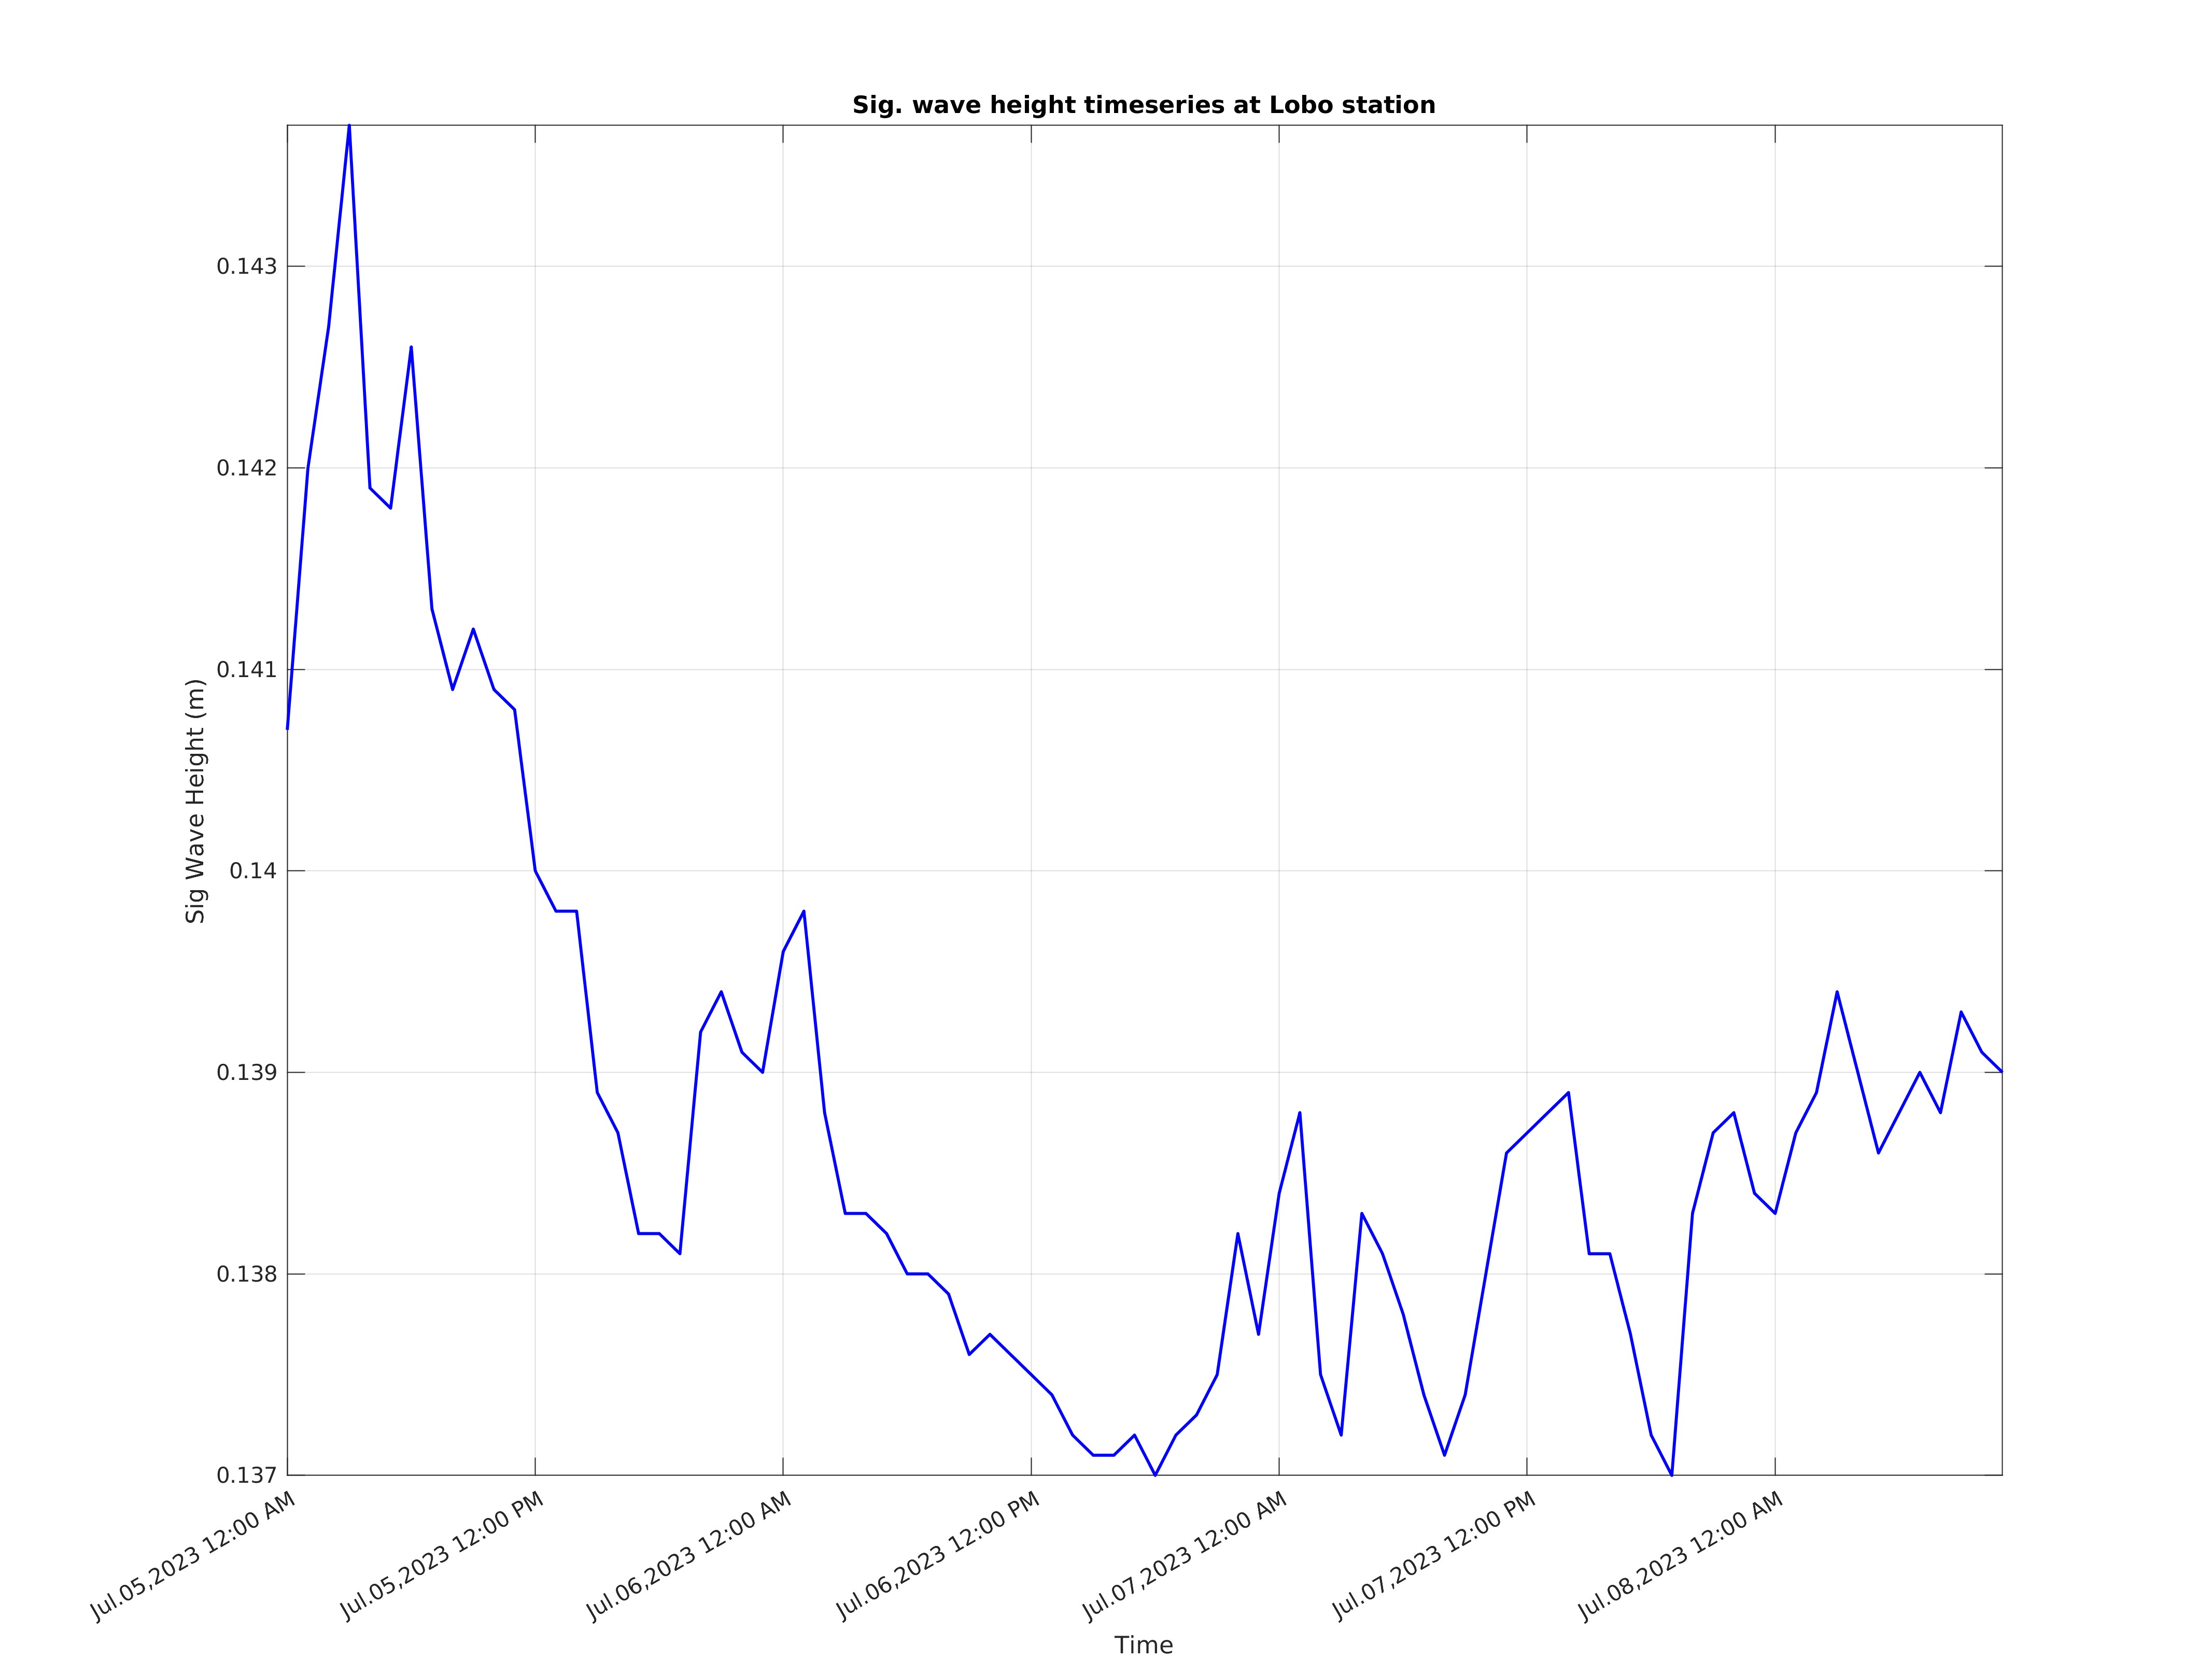 Sig. wave height timeseries at Lobo station
0.143
0.142
0.141
0.14
0.139
0.138
0.137
Sig Wave Height (m)
Jul.05,2023 12:00 AM
Jul.05,2023 12:00 PM
Jul.06,2023 12:00 AM
Jul.06,2023 12:00 PM
Jul.07,2023 12:00 AM
Jul.07,2023 12:00 PM
Jul.08,2023 12:00 AM
Time